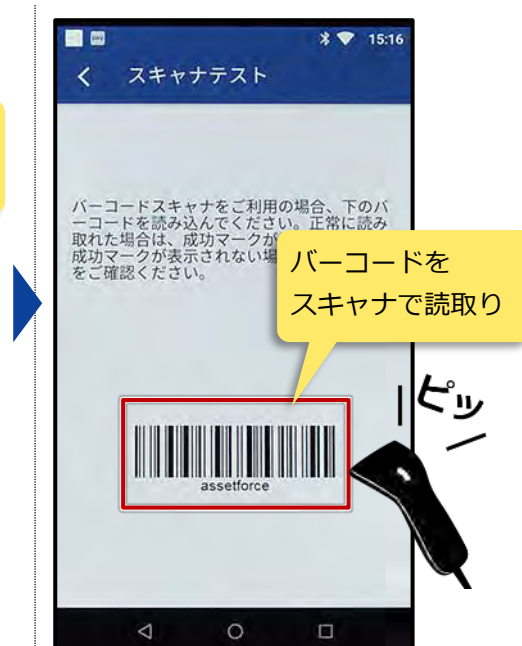 15:16
スキャナテスト
バーコードスキャナをご利用の場合、下のバ
ーコードを読み込んでください。正常に読み
取れた場合は、成功マークが
成功マークが表示されない場
をご確認ください。
バーコードを
スキャナで読取り
ピッ
assetforce